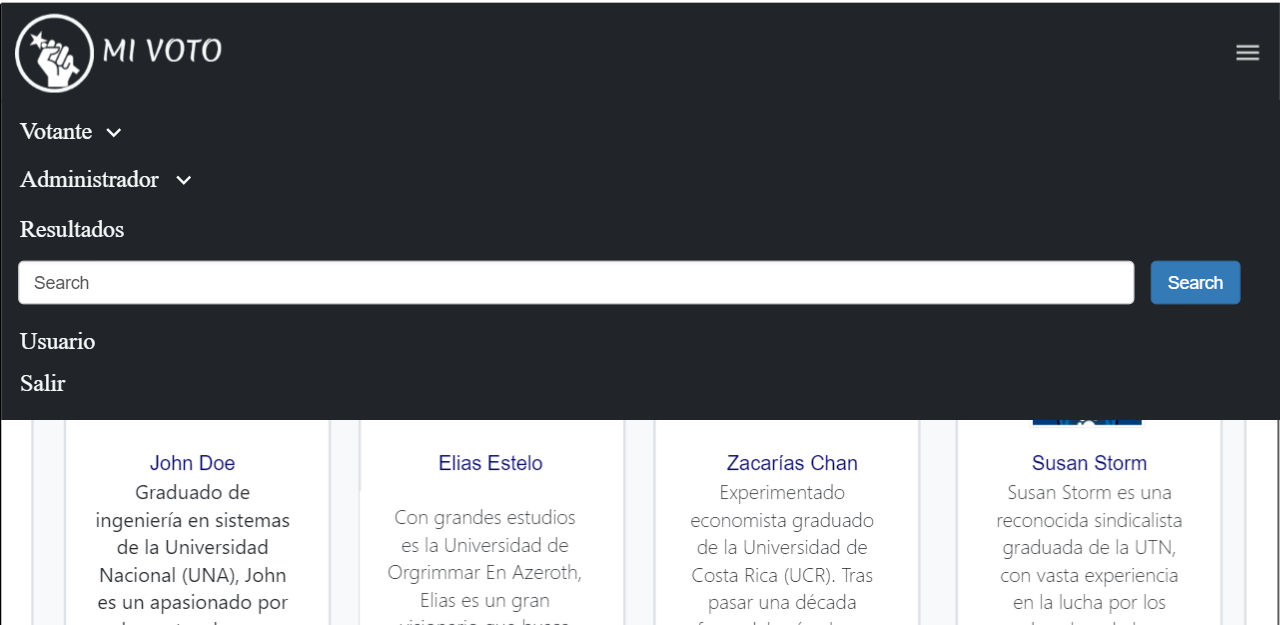 MI VOTO
Votante
Administrador
Resultados
Search
Search
Usuario
Salir
John Doe
Graduado de
ingeniería en sistemas
de la Universidad
Nacional (UNA), John
es un apasionado por
Elias Estelo
Con grandes estudios
es la Universidad de
Orgrimmar En Azeroth,
Elias es un gran
visionario que busca
Zacarías Chan
Experimentado
economista graduado
de la Universidad de
Costa Rica (UCR). Tras
pasar una década
Susan Storm
Susan Storm es una
reconocida sindicalista
graduada de la UTN,
con vasta experiencia
en la lucha por los